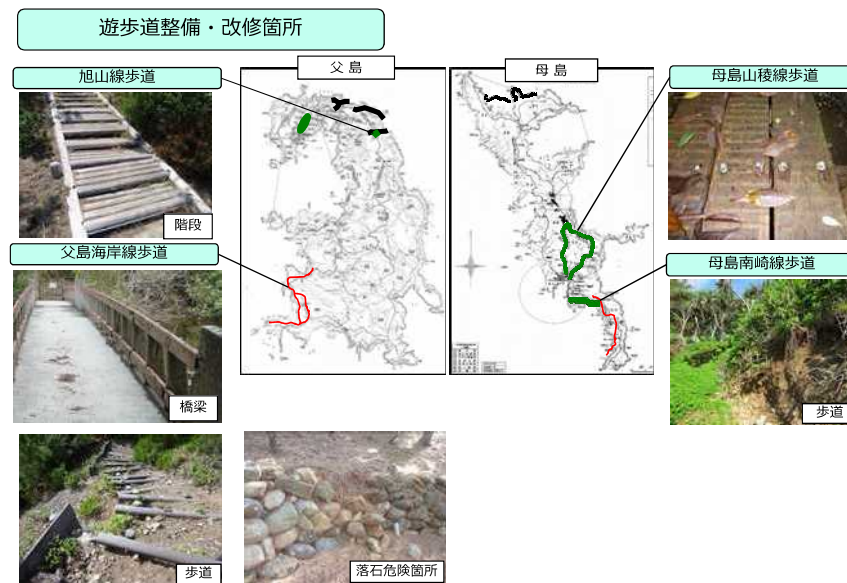 遊歩道整備・改修箇所
父 島
母 島
旭山線歩道
母島山稜線歩道
階段
父島海岸線歩道
母島南崎線歩道
橋梁
歩道
歩道
落石危険箇所